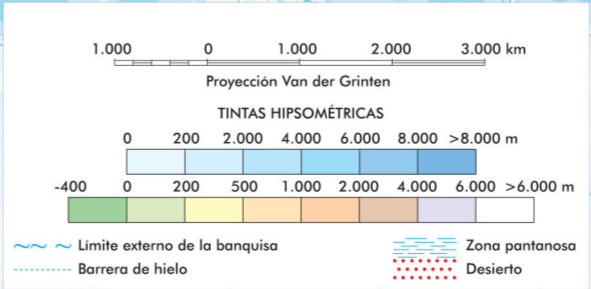 1.000 0 1.000 2.000 3.000 km
Proyección Van der Grinten
TINTAS HIPSOMÉTRICAS
0 200 2.000 4.000 6.000 8.000 >8.000 m
-400 0 200 500 1.000 2.000 4.000 6.000 >6.000 m
Límite externo de la banquisa Zona pantanosa
Barrera de hielo Desierto